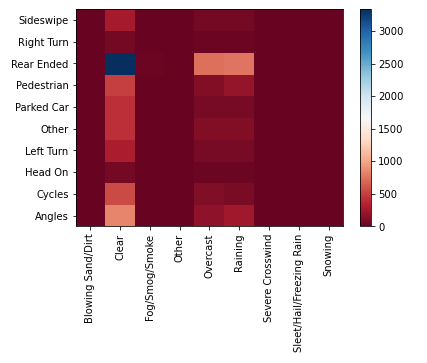 Sideswipe
Right Turn
Rear Ended
Pedestrian
Parked Car
Other
Left Turn
Head On
Cycles
Angles
Blowing Sand/Dirt
Clear
Fog/Smog/Smoke
Other
Overcast
Raining
Severe Crosswind
Sleet/Hail/Freezing Rain
Snowing
3000
2500
2000
1500
1000
500
0